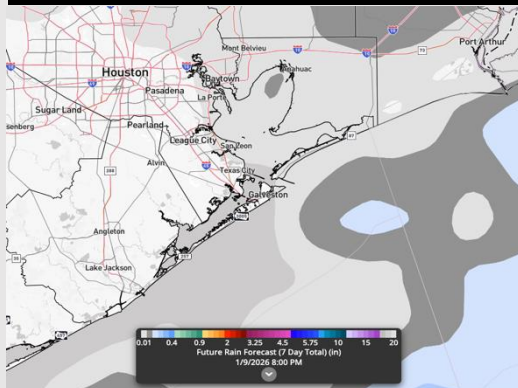 Mont Belvieu
Port Arthur
Houston
Baytown
Pasadena
La Porte
Sugar Land
Pearland
League City
San Leon
Alvin
Texas City
Galveston
Angleton
Lake Jackson
0.01 0.4 0.9 2 3.25 4.5 5.75 10 15 20
Future Rain Forecast (7 Day Total) (in)
1/9/2026 8:00 PM